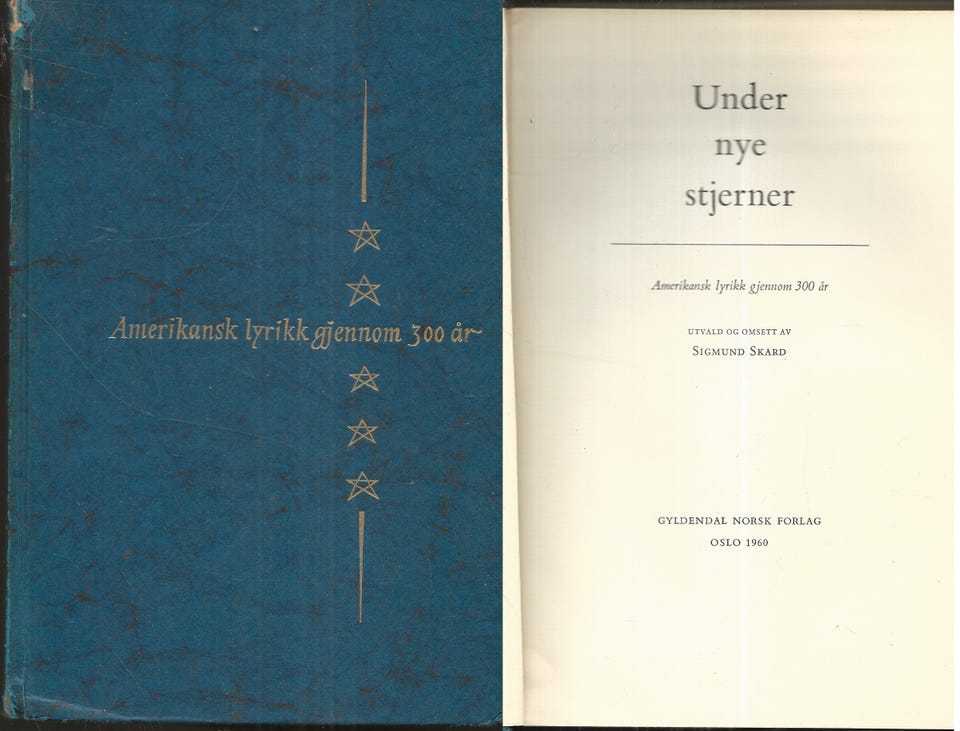 Amerikansk lyrikk gjennom 300 år
Under
nye
stjerner
Amerikansk lyrikk gjennom 300 år
UTVALD OG OMSETT AV
SIGMUND SKARD
GYLDENDAL NORSK FORLAG
OSLO 1960